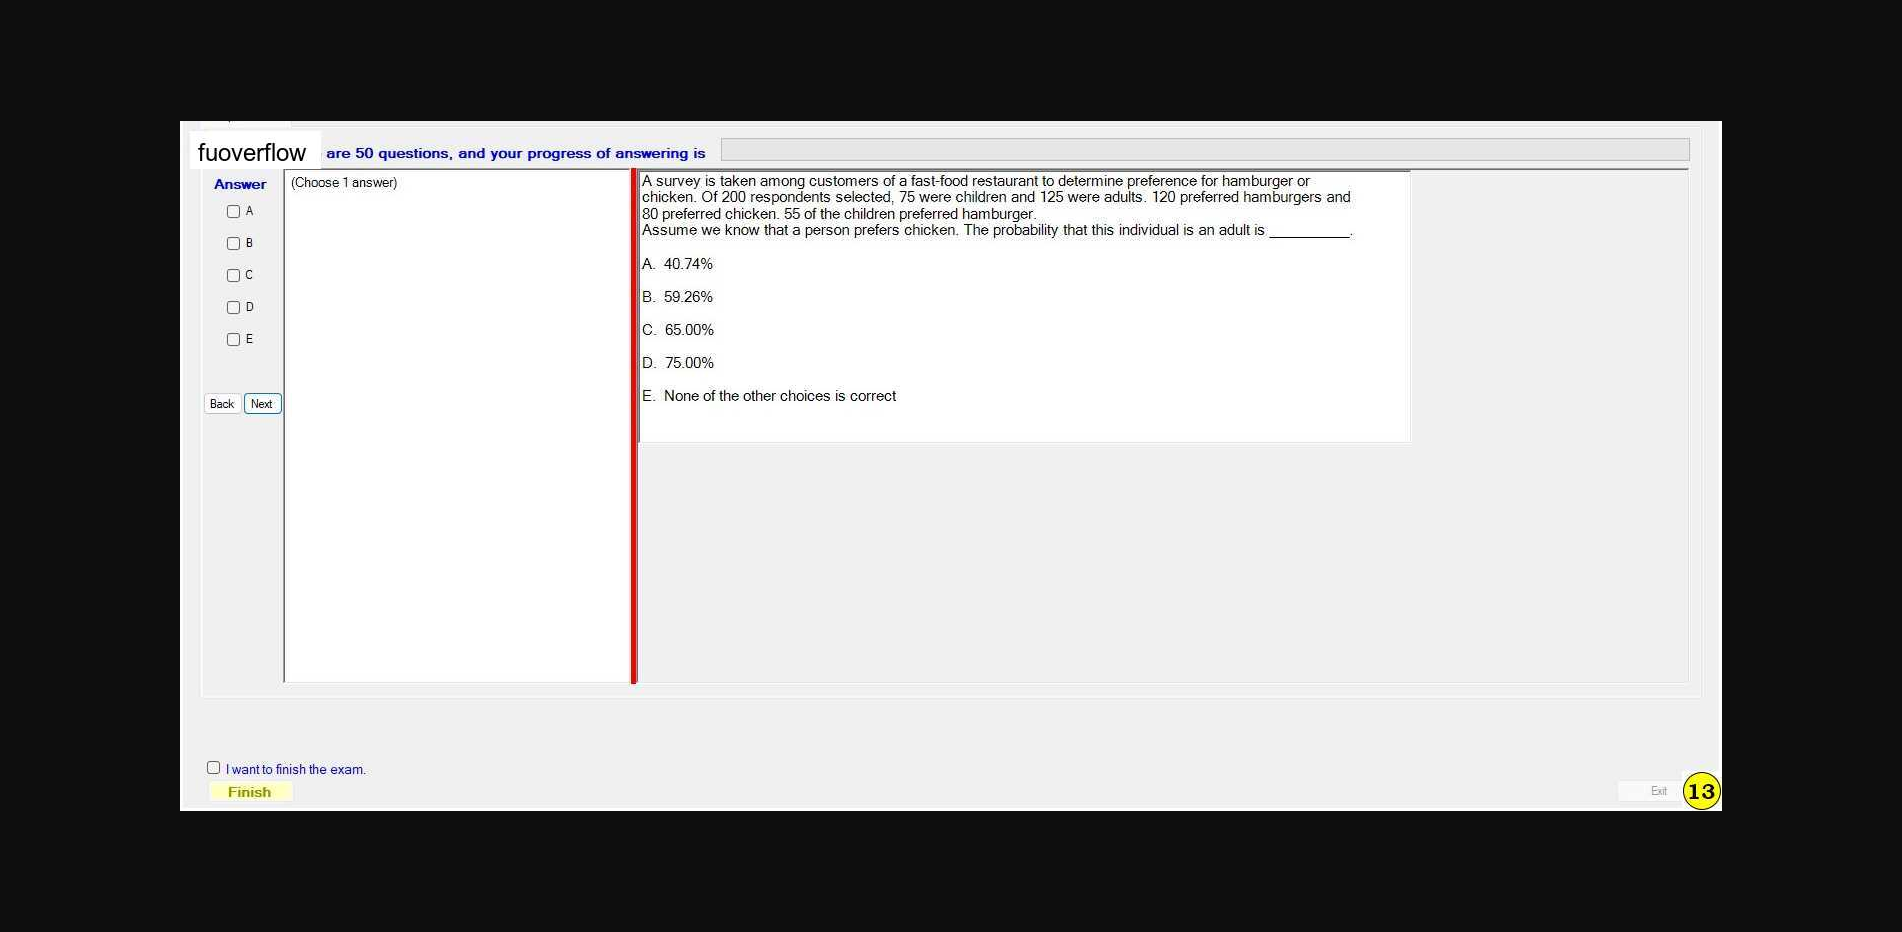 fuoverflow are 50 questions, and your progress of answering is
Answer
(Choose 1 answer)
A
B
C
D
E
Back Next
A survey is taken among customers of a fast-food restaurant to determine preference for hamburger or
chicken. Of 200 respondents selected, 75 were children and 125 were adults. 120 preferred hamburgers and
80 preferred chicken. 55 of the children preferred hamburger.
Assume we know that a person prefers chicken. The probability that this individual is an adult is __________.
A. 40.74%
B. 59.26%
C. 65.00%
D. 75.00%
E. None of the other choices is correct
I want to finish the exam.
Finish
Exit
13